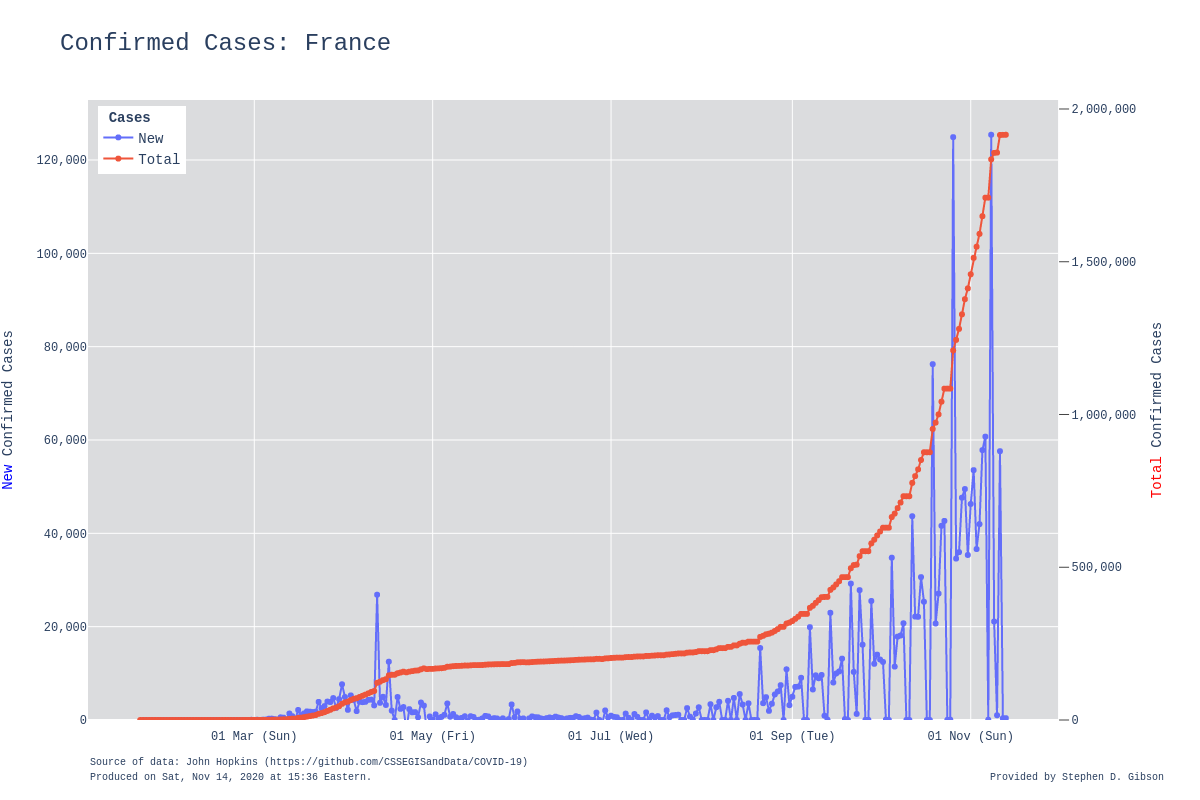 Confirmed Cases: France
Cases
New
Total
120,000
100,000
80,000
60,000
40,000
20,000
0
New Confirmed Cases
2,000,000
1,500,000
1,000,000
500,000
0
Total Confirmed Cases
01 Mar (Sun) 01 May (Fri) 01 Jul (Wed) 01 Sep (Tue) 01 Nov (Sun)
Source of data: John Hopkins (https://github.com/CSSEGISandData/COVID-19)
Produced on Sat, Nov 14, 2020 at 15:36 Eastern.
Provided by Stephen D. Gibson